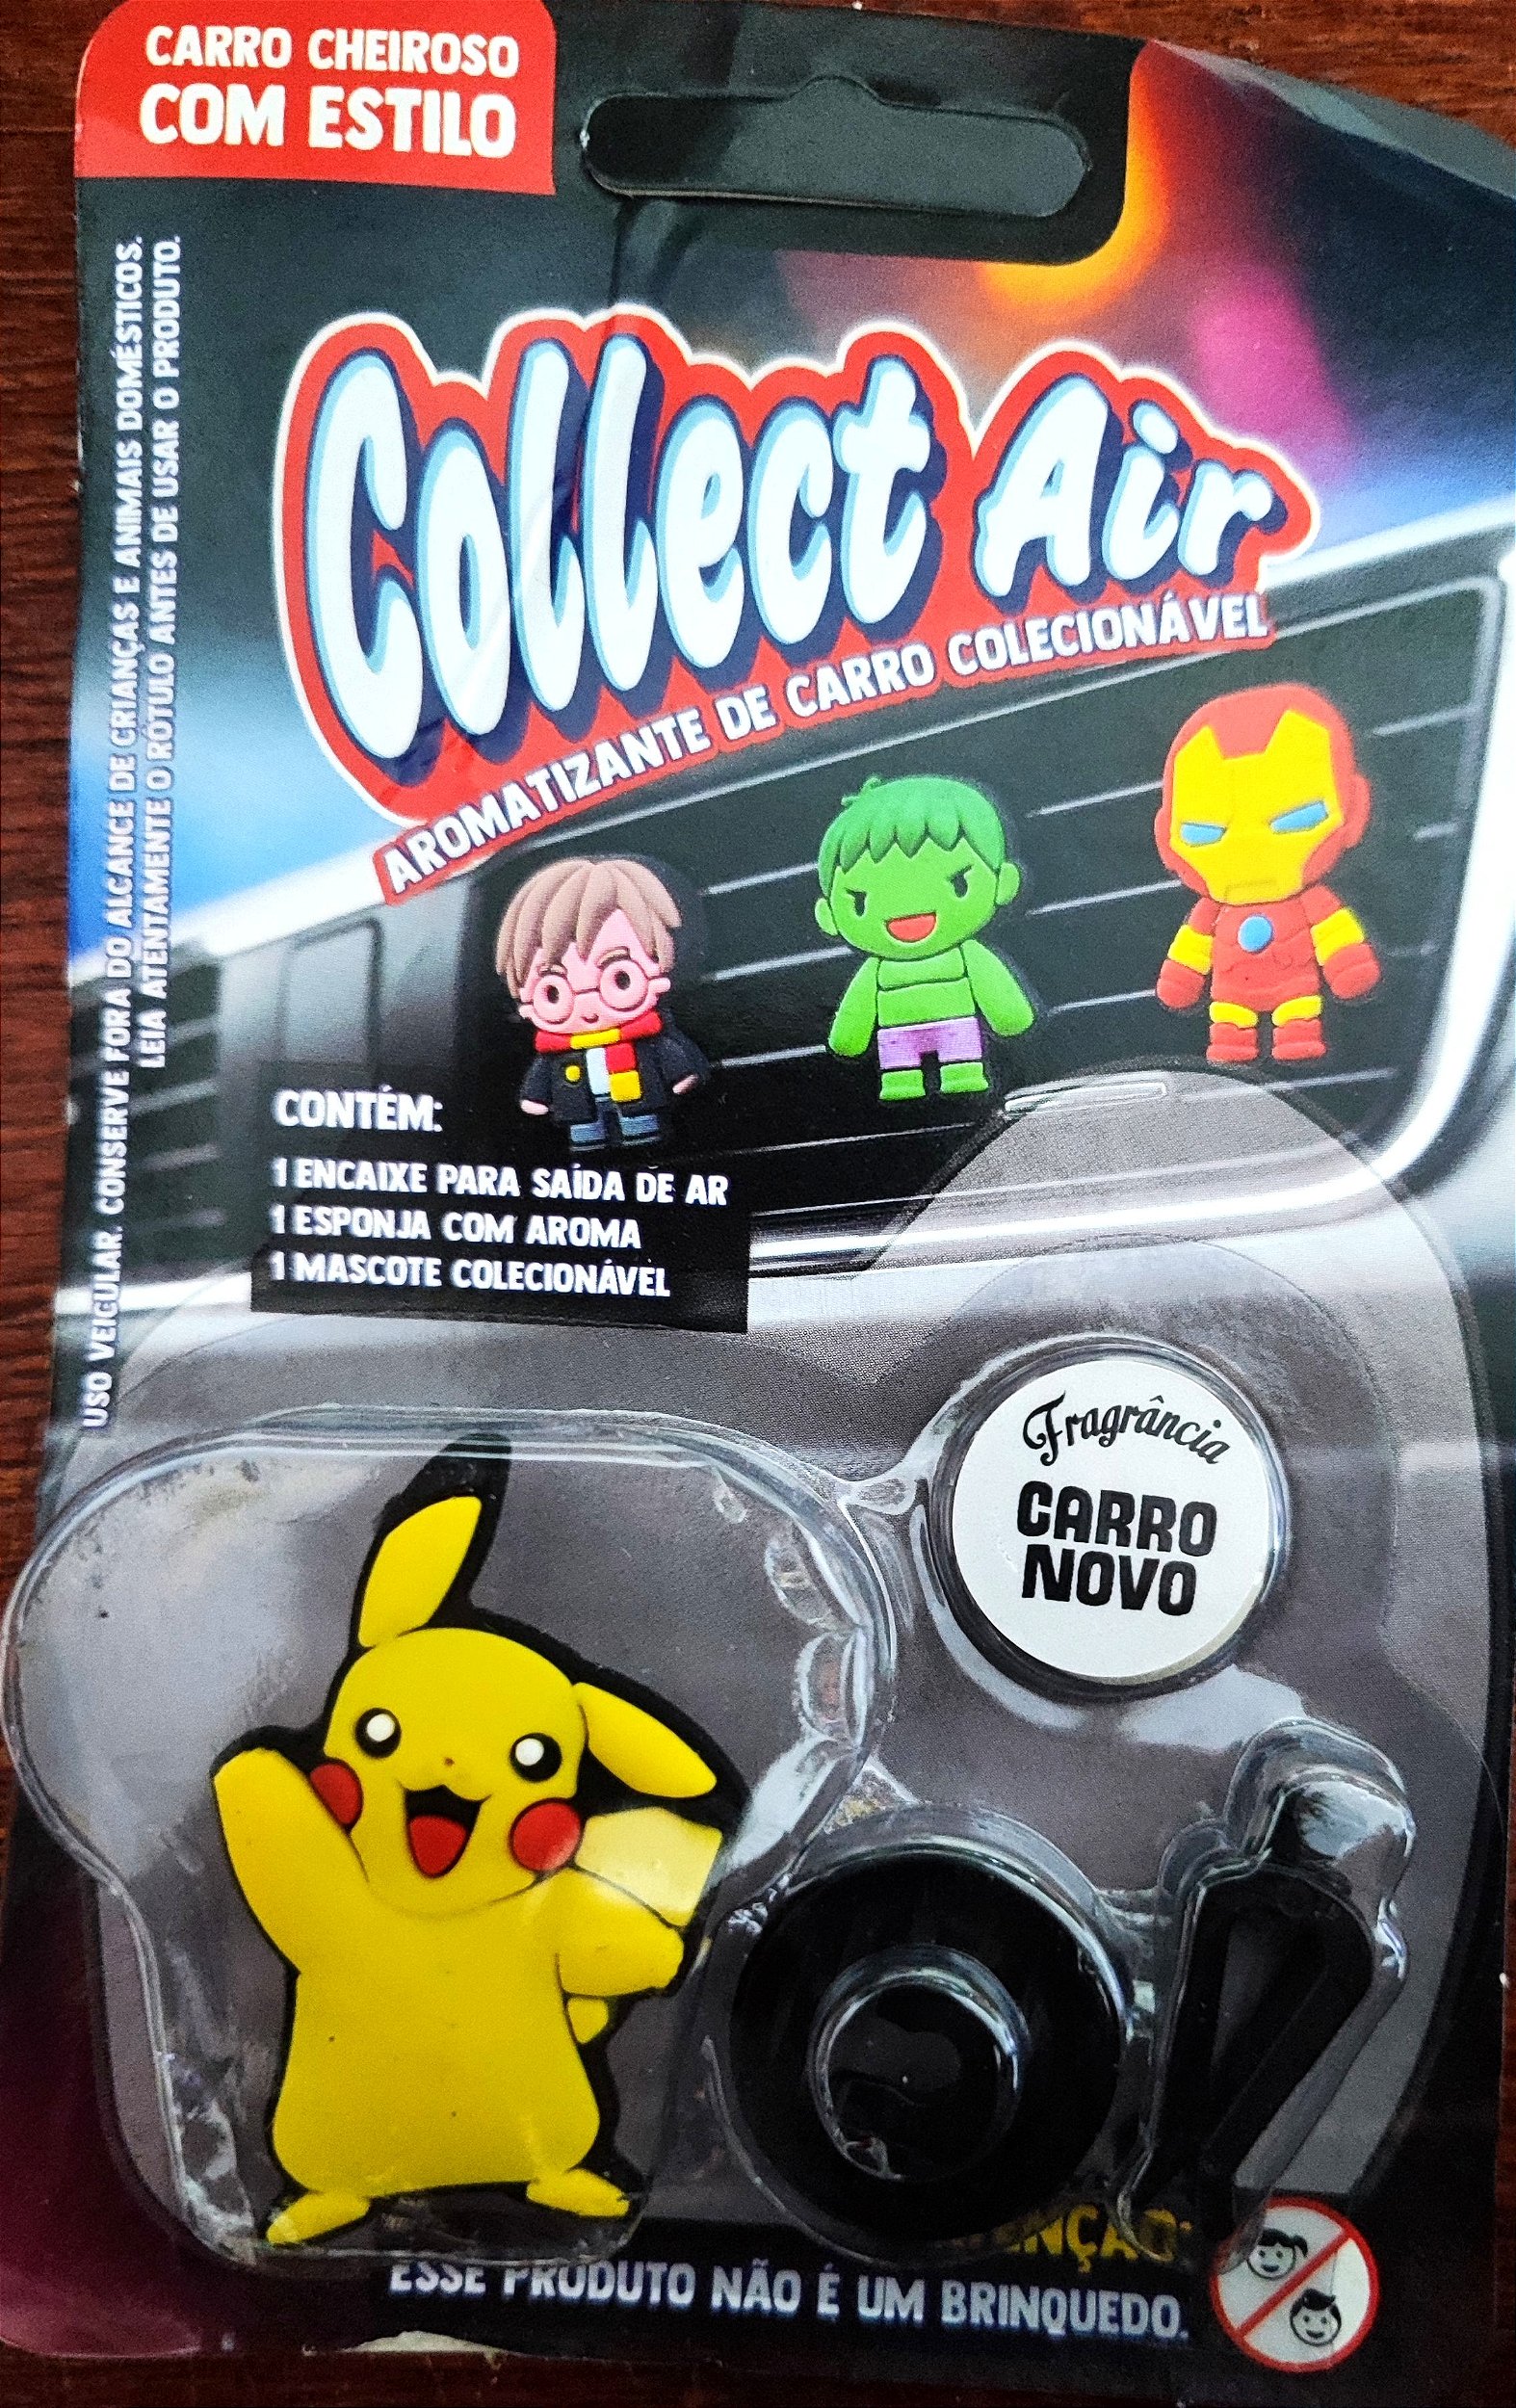 CARRO CHEIROSO
COM ESTILO
Collect Air
AROMATIZANTE DE CARRO COLECIONÁVEL
USO VEICULAR. CONSERVE FORA DO ALCANCE DE CRIANÇAS E ANIMAIS DOMÉSTICOS.
LEIA ATENTAMENTE O RÓTULO ANTES DE USAR O PRODUTO.
CONTÉM:
1 ENCAIXE PARA SAÍDA DE AR
1 ESPONJA COM AROMA
1 MASCOTE COLECIONÁVEL
Fragrância
CARRO
NOVO
ESSE PRODUTO NÃO É UM BRINQUEDO.